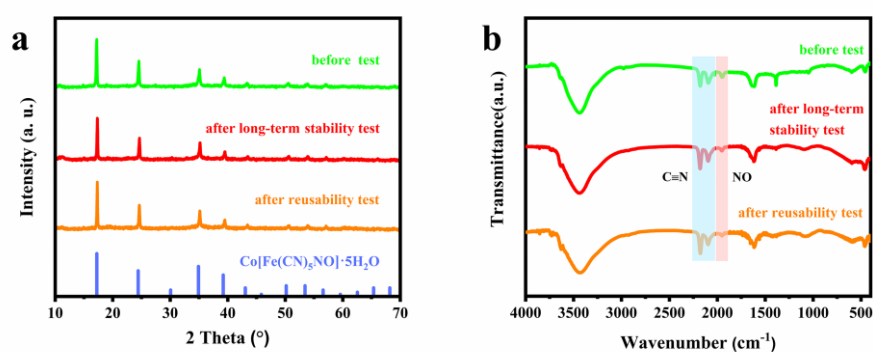 a
before test
after long-term stability test
after reusability test
Co[Fe(CN)₅NO]·5H₂O
Intensity (a. u.)
10 20 30 40 50 60 70
2 Theta (°)
b
before test
after long-term
stability test
C≡N NO
after reusability test
Transmittance(a.u.)
4000 3500 3000 2500 2000 1500 1000 500
Wavenumber (cm⁻¹)